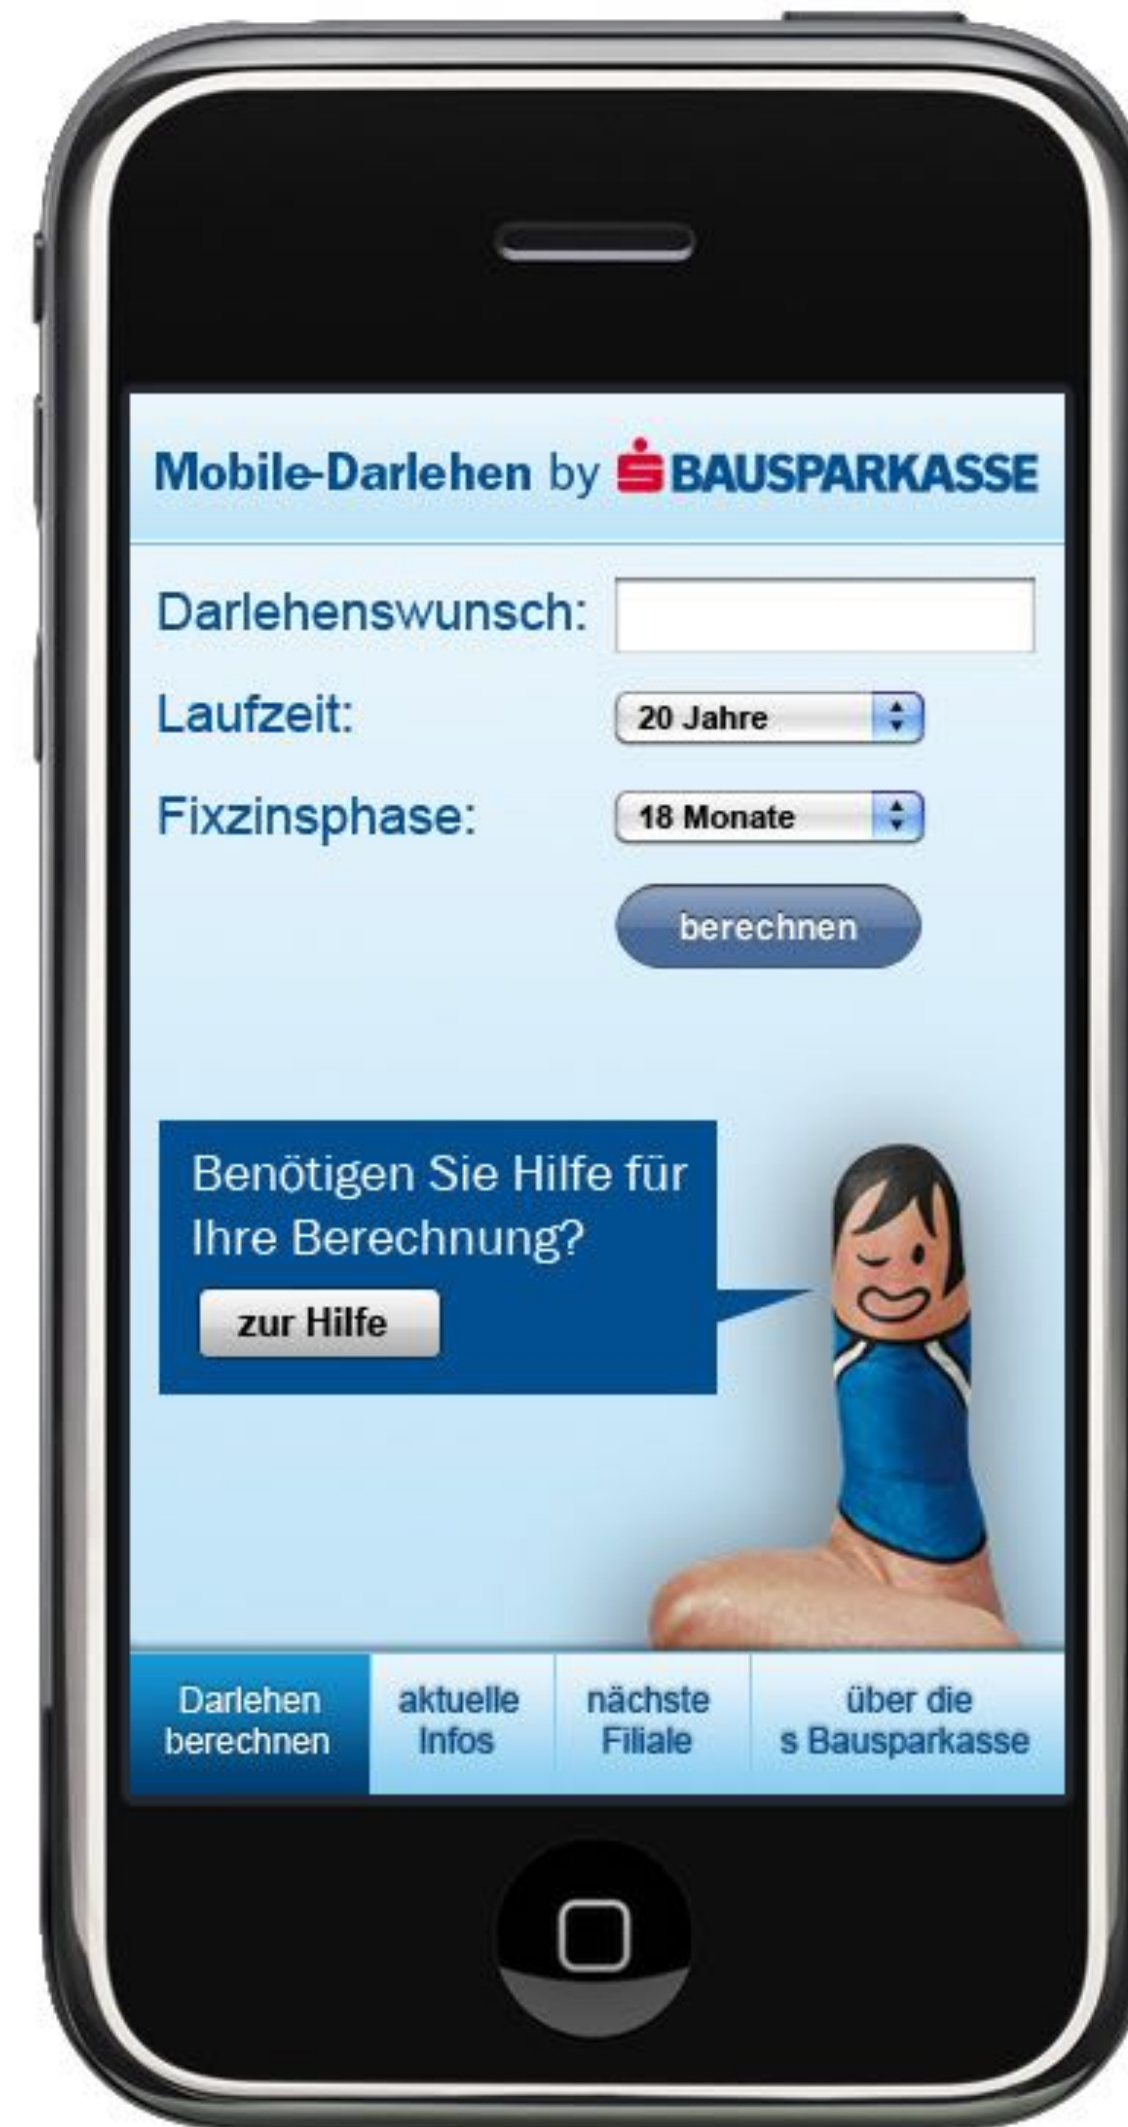 Mobile-Darlehen by S BAUSPARKASSE
Darlehenswunsch:
Laufzeit: 20 Jahre
Fixzinsphase: 18 Monate
berechnen
Benötigen Sie Hilfe für
Ihre Berechnung?
zur Hilfe
Darlehen
berechnen
aktuelle
Infos
nächste
Filiale
über die
s Bausparkasse